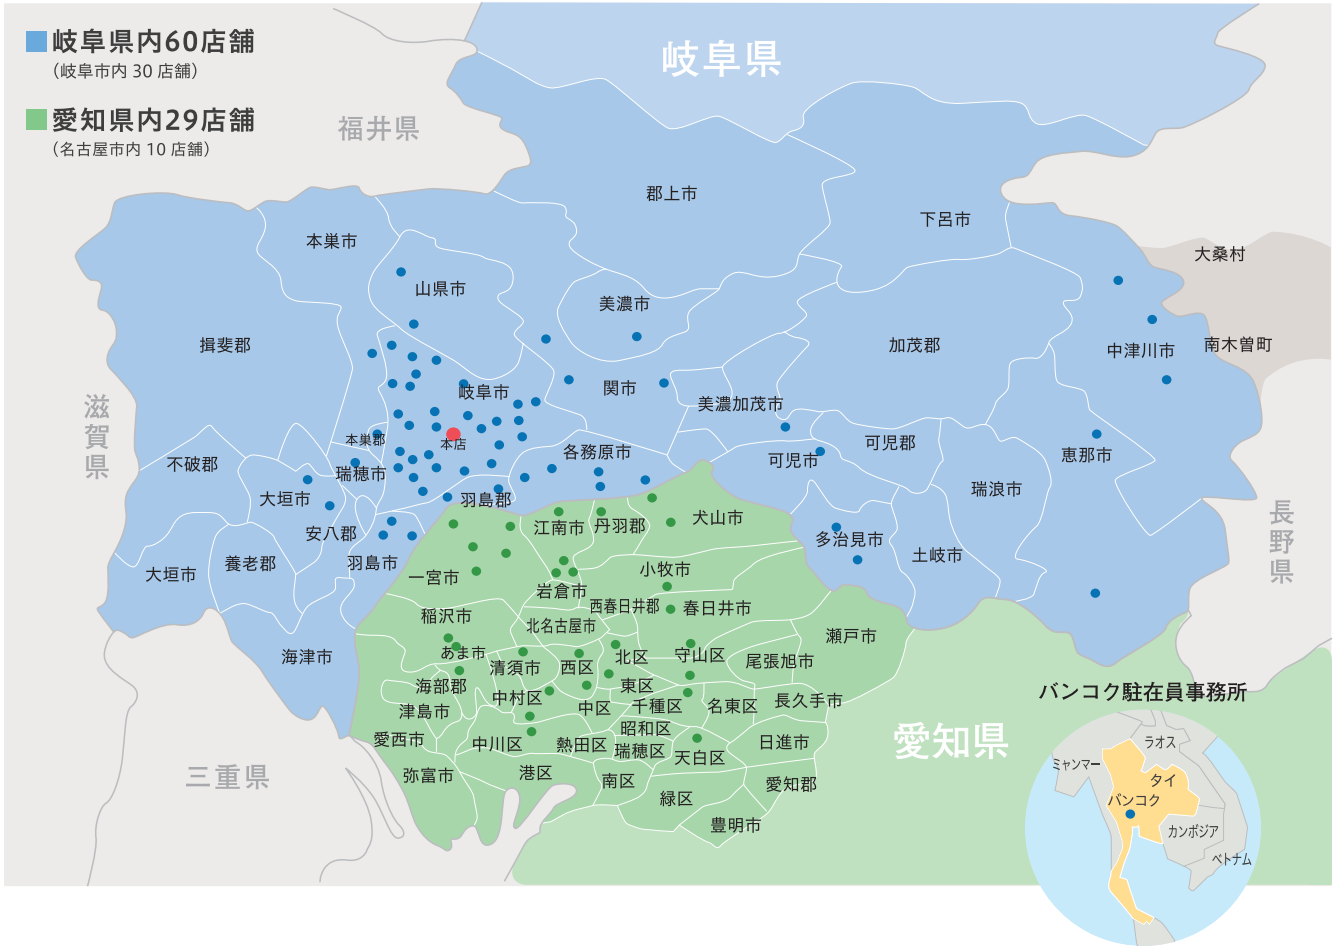 岐阜県内60店舗
（岐阜市内 30 店舗）
愛知県内29店舗
（名古屋市内 10 店舗）
岐阜県
福井県
郡上市
下呂市
本巣市
大桑村
山県市
美濃市
揖斐郡
加茂郡
中津川市
南木曽町
岐阜市
関市
美濃加茂市
滋賀県
本巣郡
本店
各務原市
可児郡
可児市
恵那市
不破郡
瑞穂市
大垣市
羽島郡
瑞浪市
長野県
安八郡
江南市
丹羽郡
犬山市
多治見市
土岐市
養老郡
羽島市
大垣市
一宮市
小牧市
岩倉市
西春日井郡
春日井市
稲沢市
北名古屋市
瀬戸市
海津市
あま市
清須市
西区
北区
守山区
尾張旭市
海部郡
中村区
東区
津島市
中区
千種区
名東区
長久手市
バンコク駐在員事務所
愛西市
中川区
熱田区
昭和区
瑞穂区
天白区
日進市
愛知県
三重県
弥富市
港区
南区
緑区
愛知郡
豊明市
ラオス
ミャンマー
タイ
バンコク
カンボジア
ベトナム